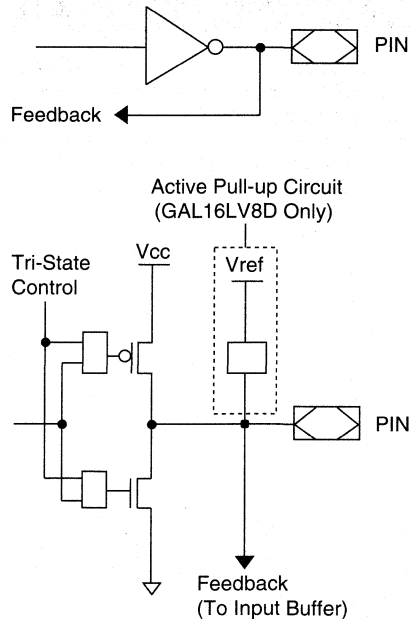 PIN
Feedback
Active Pull-up Circuit
(GAL16LV8D Only)
Tri-State
Control
Vcc
Vref
PIN
Feedback
(To Input Buffer)